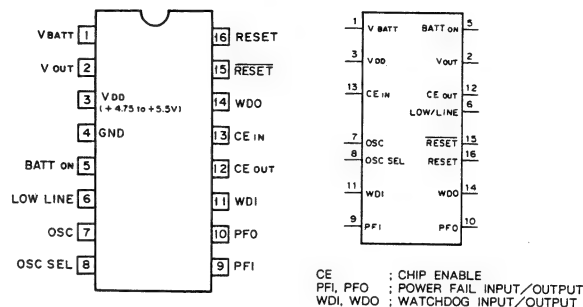 V BATT 1
V OUT 2
3 VDD
(+4.75 to +5.5V)
4 GND
BATT ON 5
LOW LINE 6
OSC 7
OSC SEL 8
16 RESET
15 RESET
14 WDO
13 CE IN
12 CE OUT
11 WDI
10 PFO
9 PFI
1 V BATT BATT ON 5
3 VDD VOUT 2
13 CE IN CE OUT 12
LOW/LINE 6
7 OSC RESET 15
8 OSC SEL RESET 16
11 WDI WDO 14
9 PFI PFO 10
CE ; CHIP ENABLE
PFI, PFO ; POWER FAIL INPUT/OUTPUT
WDI, WDO ; WATCHDOG INPUT/OUTPUT